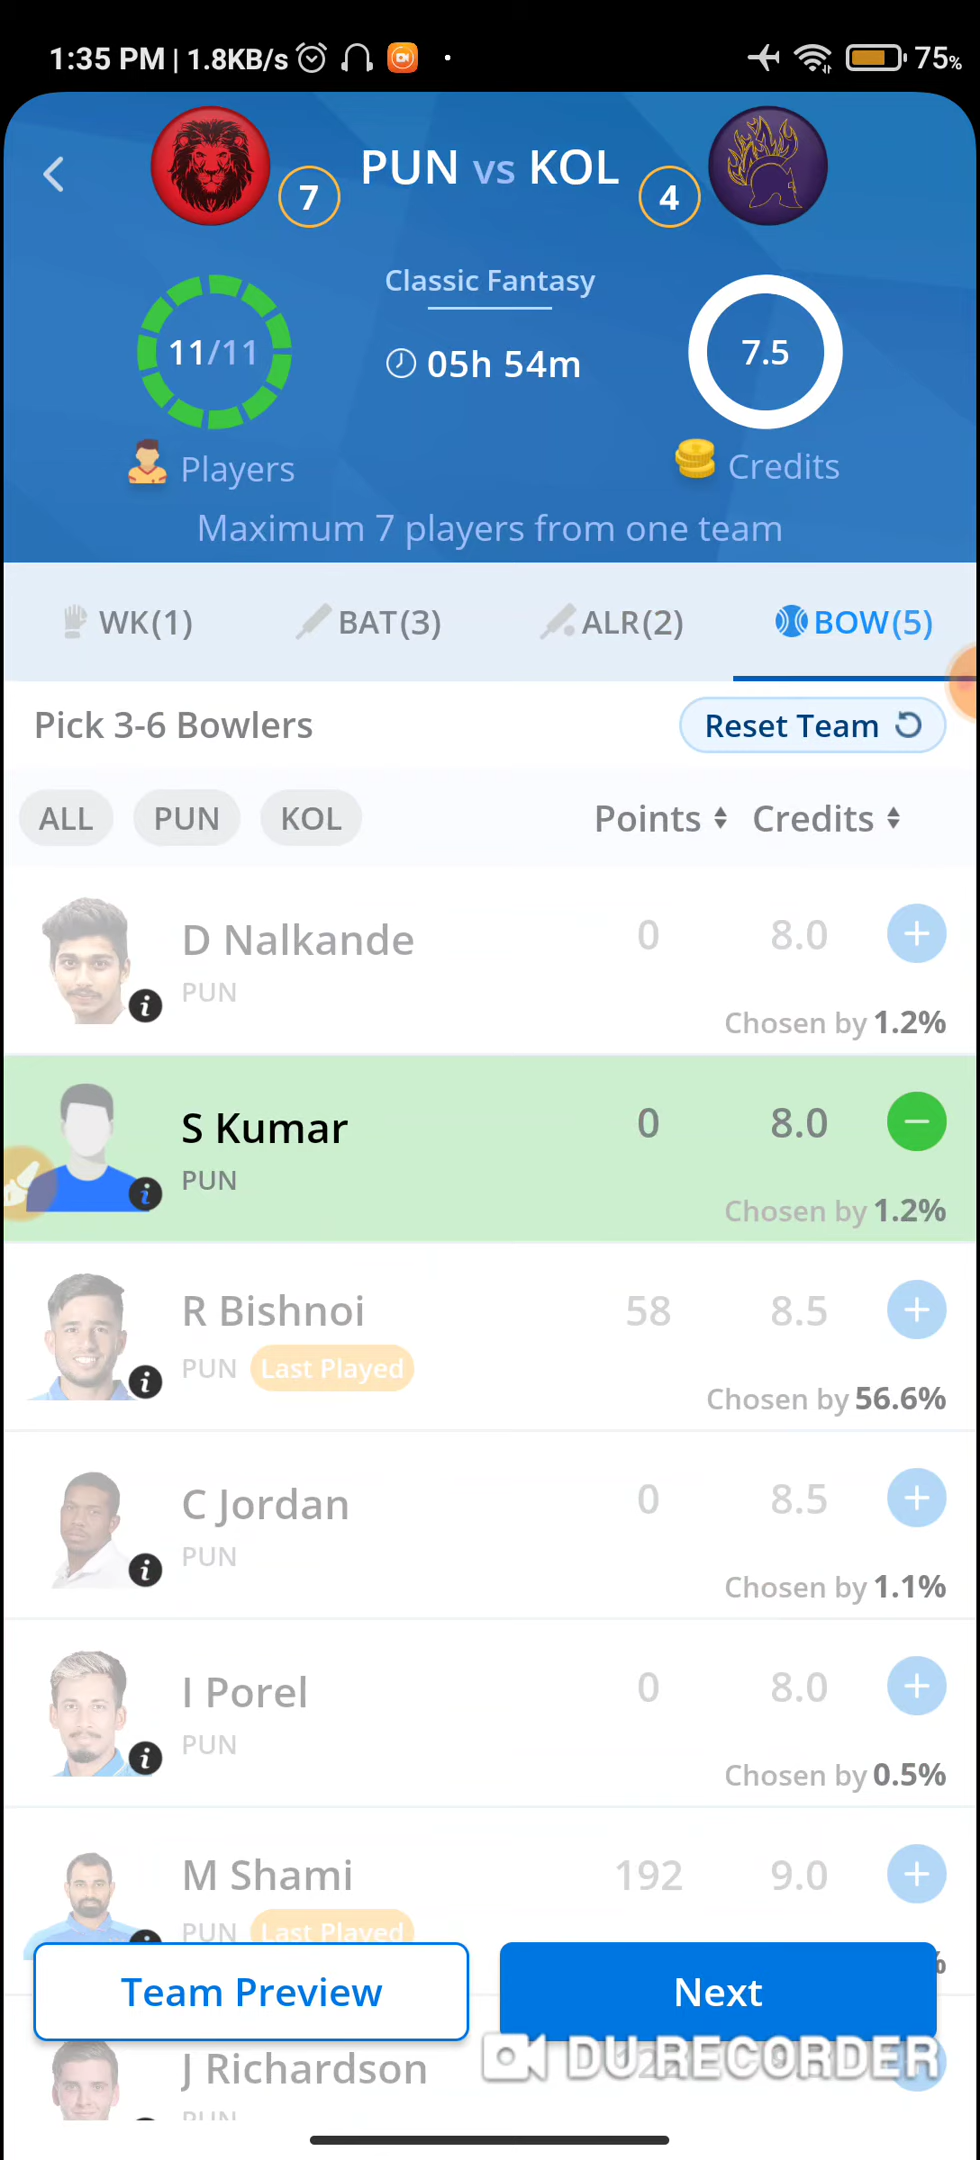 1:35 PM | 1.8KB/s 75%
PUN vs KOL
7 4
Classic Fantasy
11/11 05h 54m 7.5
Players Credits
Maximum 7 players from one team
WK(1) BAT(3) ALR(2) BOW(5)
Pick 3-6 Bowlers Reset Team
ALL PUN KOL Points Credits
D Nalkande 0 8.0
PUN
Chosen by 1.2%
S Kumar 0 8.0
PUN
Chosen by 1.2%
R Bishnoi 58 8.5
PUN Last Played
Chosen by 56.6%
C Jordan 0 8.5
PUN
Chosen by 1.1%
I Porel 0 8.0
PUN
Chosen by 0.5%
M Shami 192 9.0
PUN Last Played
Team Preview Next
DU RECORDER
J Richardson
PUN